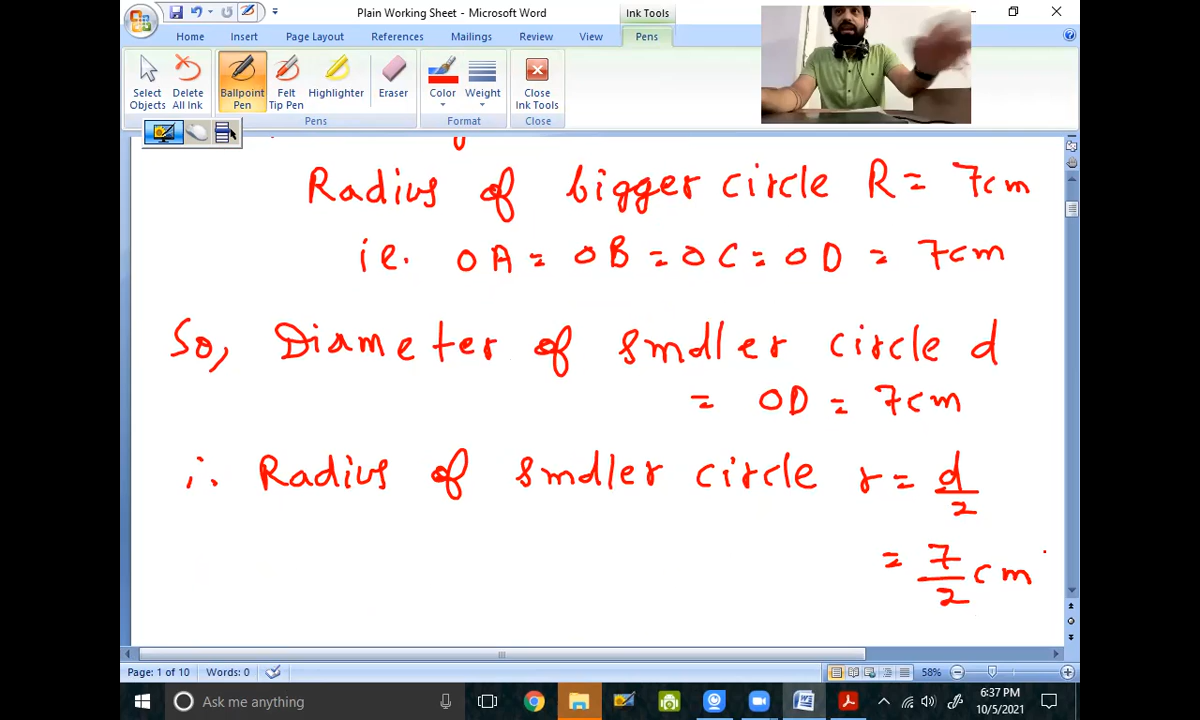 Plain Working Sheet - Microsoft Word
Ink Tools
Home Insert Page Layout References Mailings Review View Pens
Select Objects
Delete All Ink
Ballpoint Pen
Felt Tip Pen
Highlighter
Eraser
Color
Weight
Close Ink Tools
Pens
Format
Close
Radius of bigger circle R = 7cm
ie. OA = OB = OC = OD = 7cm
So, Diameter of smaller circle d
= OD = 7cm
∴ Radius of smaller circle r = d/2
= 7/2 cm
Page: 1 of 10 Words: 0 58%
Ask me anything
6:37 PM
10/5/2021